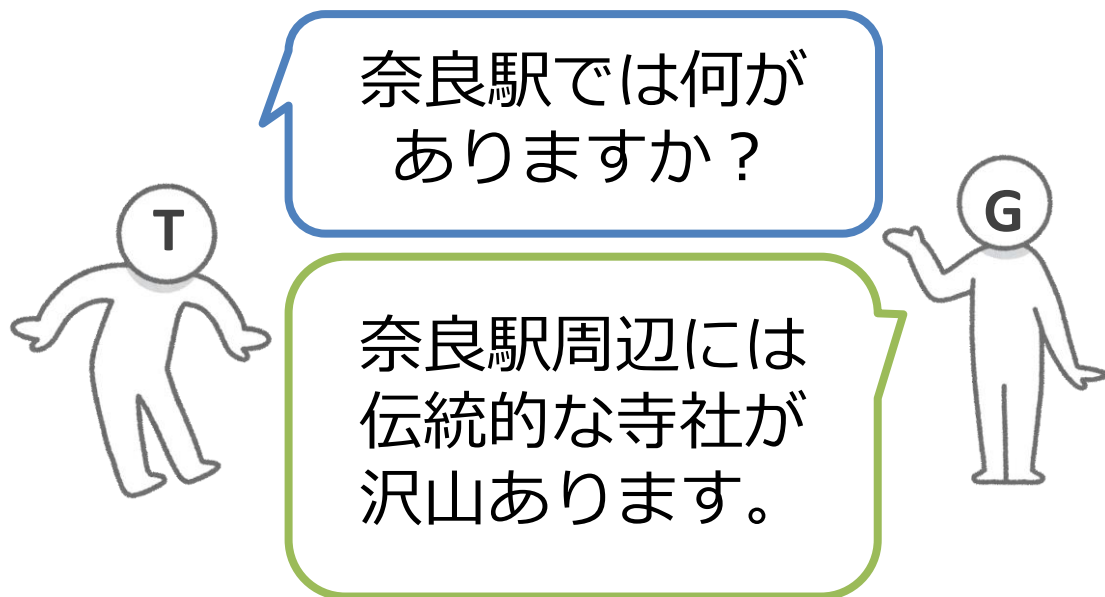 奈良駅では何が
ありますか？
T
G
奈良駅周辺には
伝統的な寺社が
沢山あります。